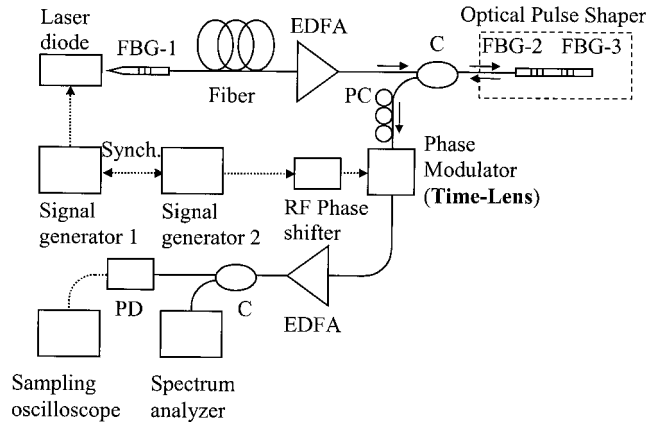 Laser
diode
FBG-1
Fiber
EDFA
C
Optical Pulse Shaper
FBG-2 FBG-3
PC
Phase
Modulator
(Time-Lens)
Synch.
Signal
generator 1
Signal
generator 2
RF Phase
shifter
PD
C
EDFA
Sampling
oscilloscope
Spectrum
analyzer